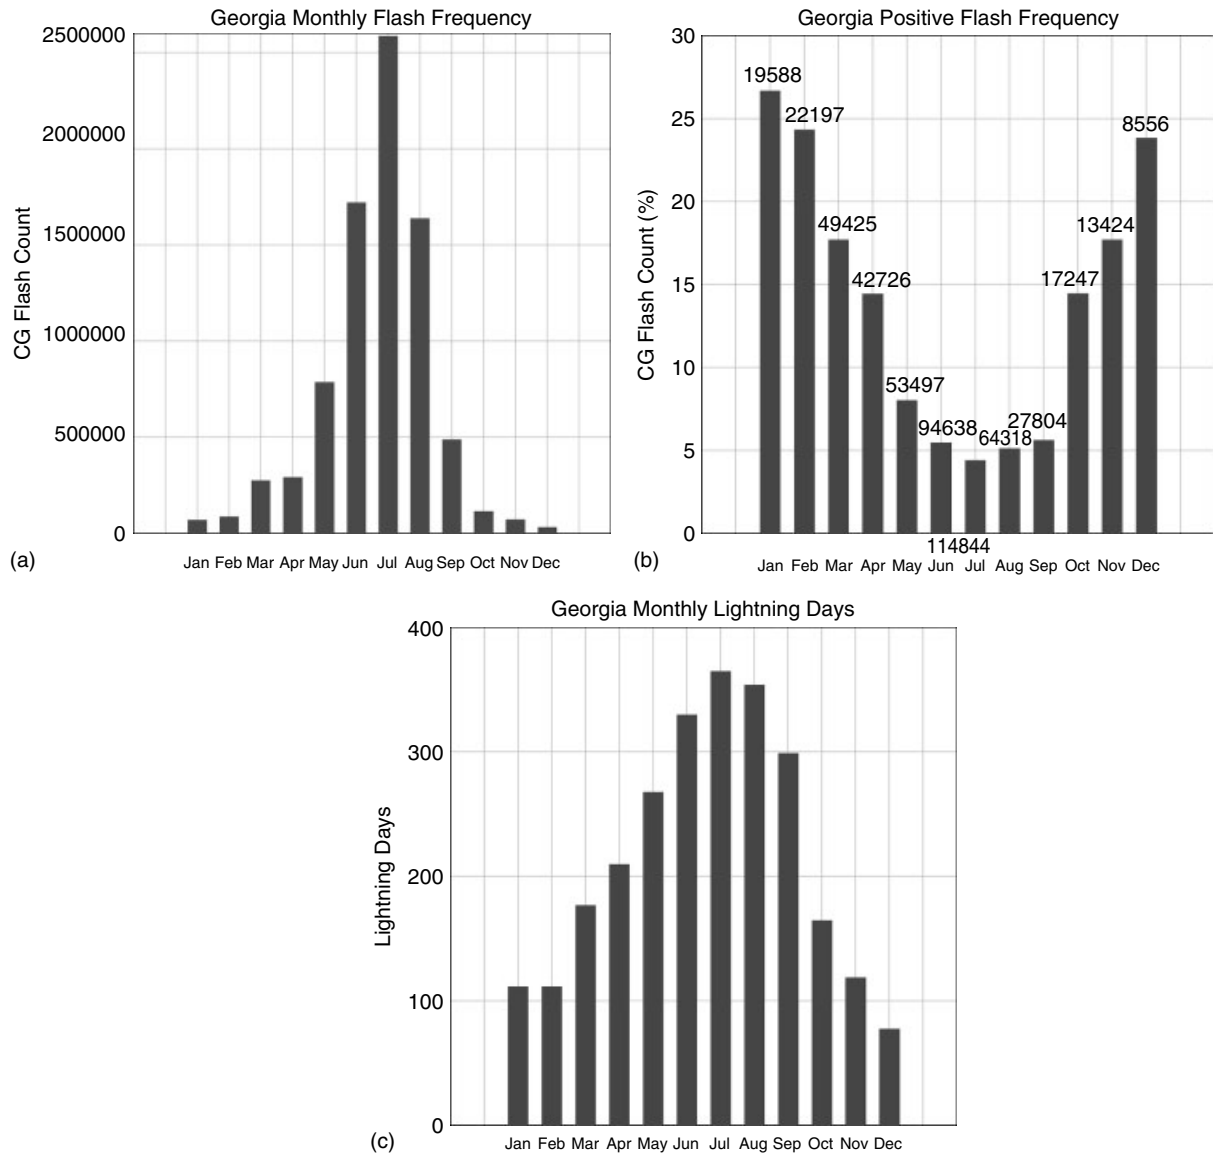 Georgia Monthly Flash Frequency
CG Flash Count
2500000
2000000
1500000
1000000
500000
0
Jan Feb Mar Apr May Jun Jul Aug Sep Oct Nov Dec
(a)
Georgia Positive Flash Frequency
CG Flash Count (%)
30
25
20
15
10
5
0
19588
22197
49425
42726
53497
94638
114844
64318
27804
17247
13424
8556
Jan Feb Mar Apr May Jun Jul Aug Sep Oct Nov Dec
(b)
Georgia Monthly Lightning Days
Lightning Days
400
300
200
100
0
Jan Feb Mar Apr May Jun Jul Aug Sep Oct Nov Dec
(c)